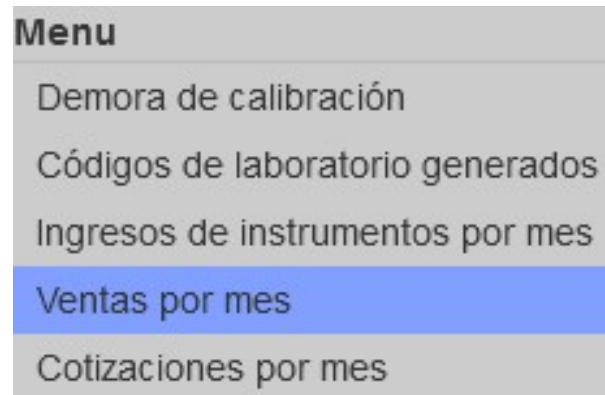 Menu
Demora de calibración
Códigos de laboratorio generados
Ingresos de instrumentos por mes
Ventas por mes
Cotizaciones por mes